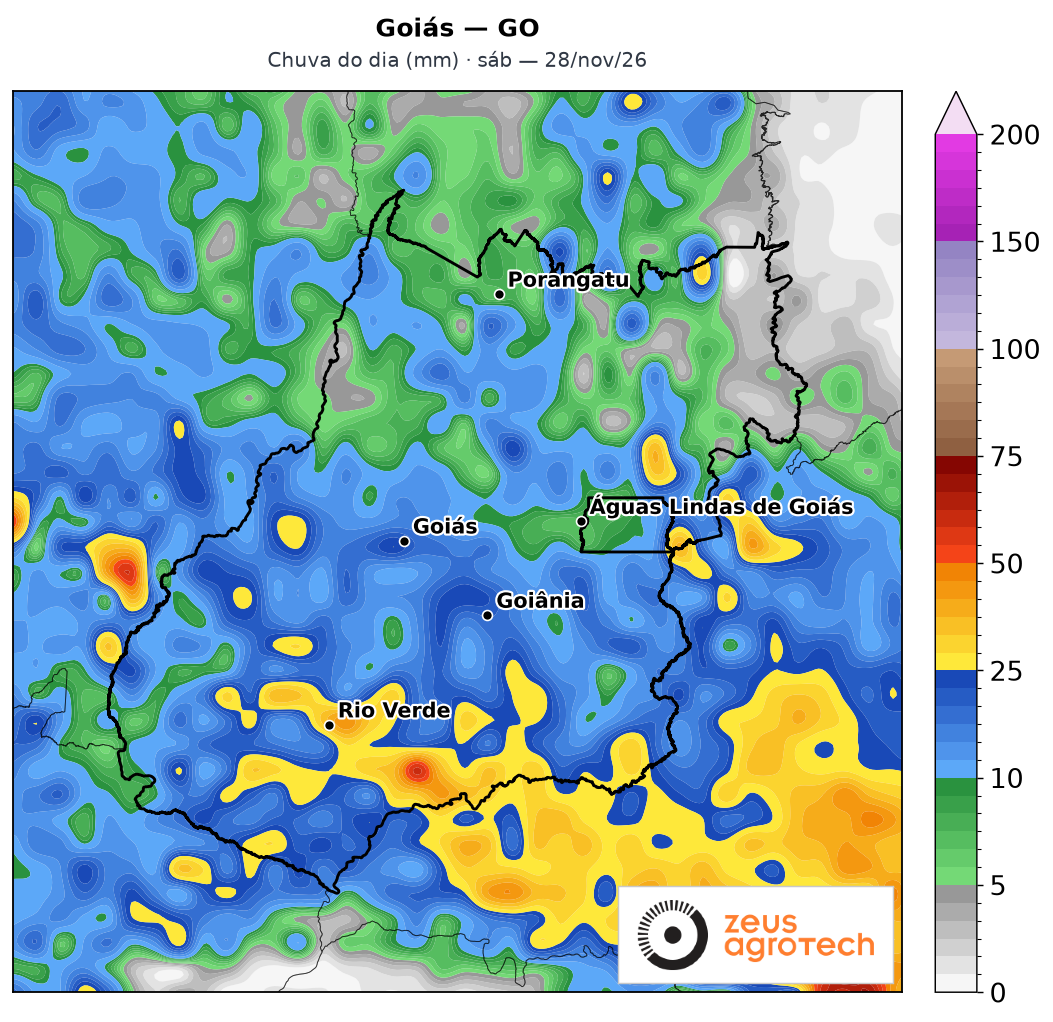 Goiás — GO
Chuva do dia (mm) · sáb — 28/nov/26
Porangatu
Águas Lindas de Goiás
Goiás
Goiânia
Rio Verde
200
150
100
75
50
25
10
5
0
zeus
agrotech